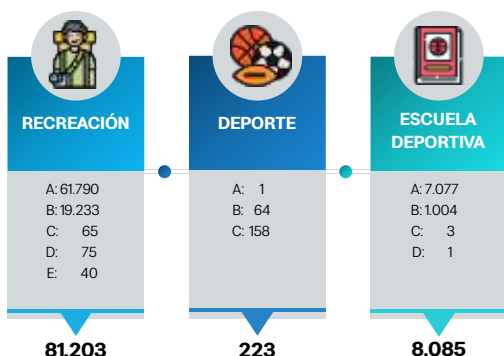 RECREACIÓN
A: 61.790
B: 19.233
C: 65
D: 75
E: 40
81.203
DEPORTE
A: 1
B: 64
C: 158
223
ESCUELA
DEPORTIVA
A: 7.077
B: 1.004
C: 3
D: 1
8.085